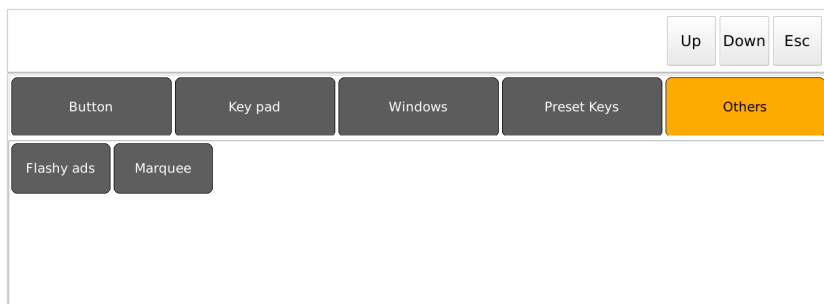 Up Down Esc
Button Key pad Windows Preset Keys Others
Flashy ads Marquee